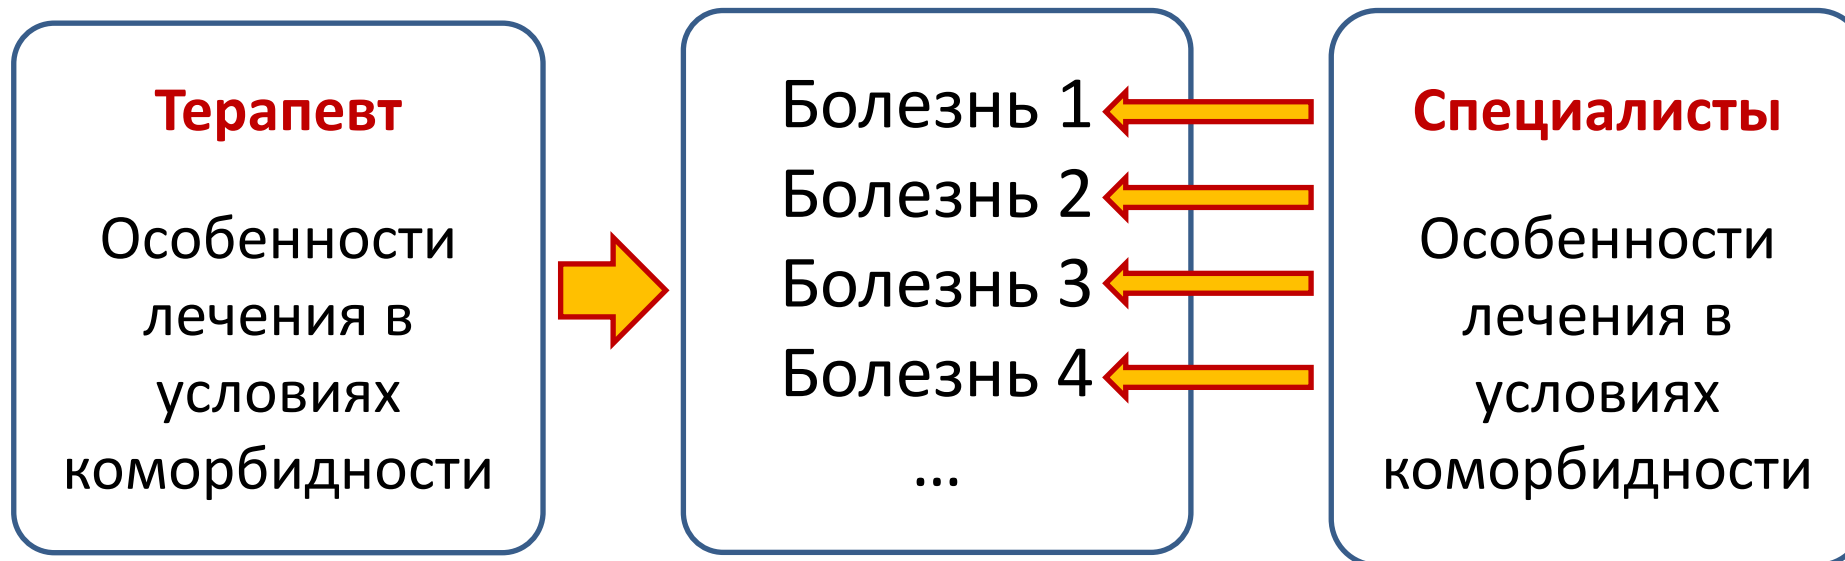 Терапевт
Особенности
лечения в
условиях
коморбидности
Болезнь 1
Болезнь 2
Болезнь 3
Болезнь 4
...
Специалисты
Особенности
лечения в
условиях
коморбидности